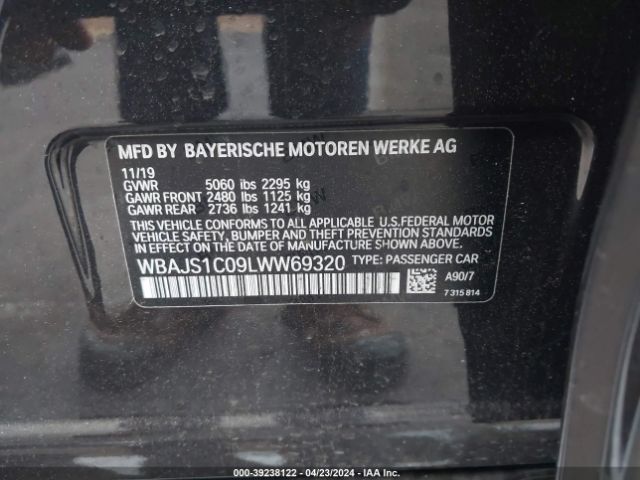 MFD BY BAYERISCHE MOTOREN WERKE AG
11/19
GVWR 5060 lbs 2295 kg
GAWR FRONT 2480 lbs 1125 kg
GAWR REAR 2736 lbs 1241 kg
THIS VEHICLE CONFORMS TO ALL APPLICABLE U.S.FEDERAL MOTOR
VEHICLE SAFETY, BUMPER AND THEFT PREVENTION STANDARDS IN
EFFECT ON THE DATE OF MANUFACTURE SHOWN ABOVE.
WBAJS1C09LWW69320 TYPE: PASSENGER CAR
A90/7
7 315 814
000-39238122 - 04/23/2024 - IAA Inc.